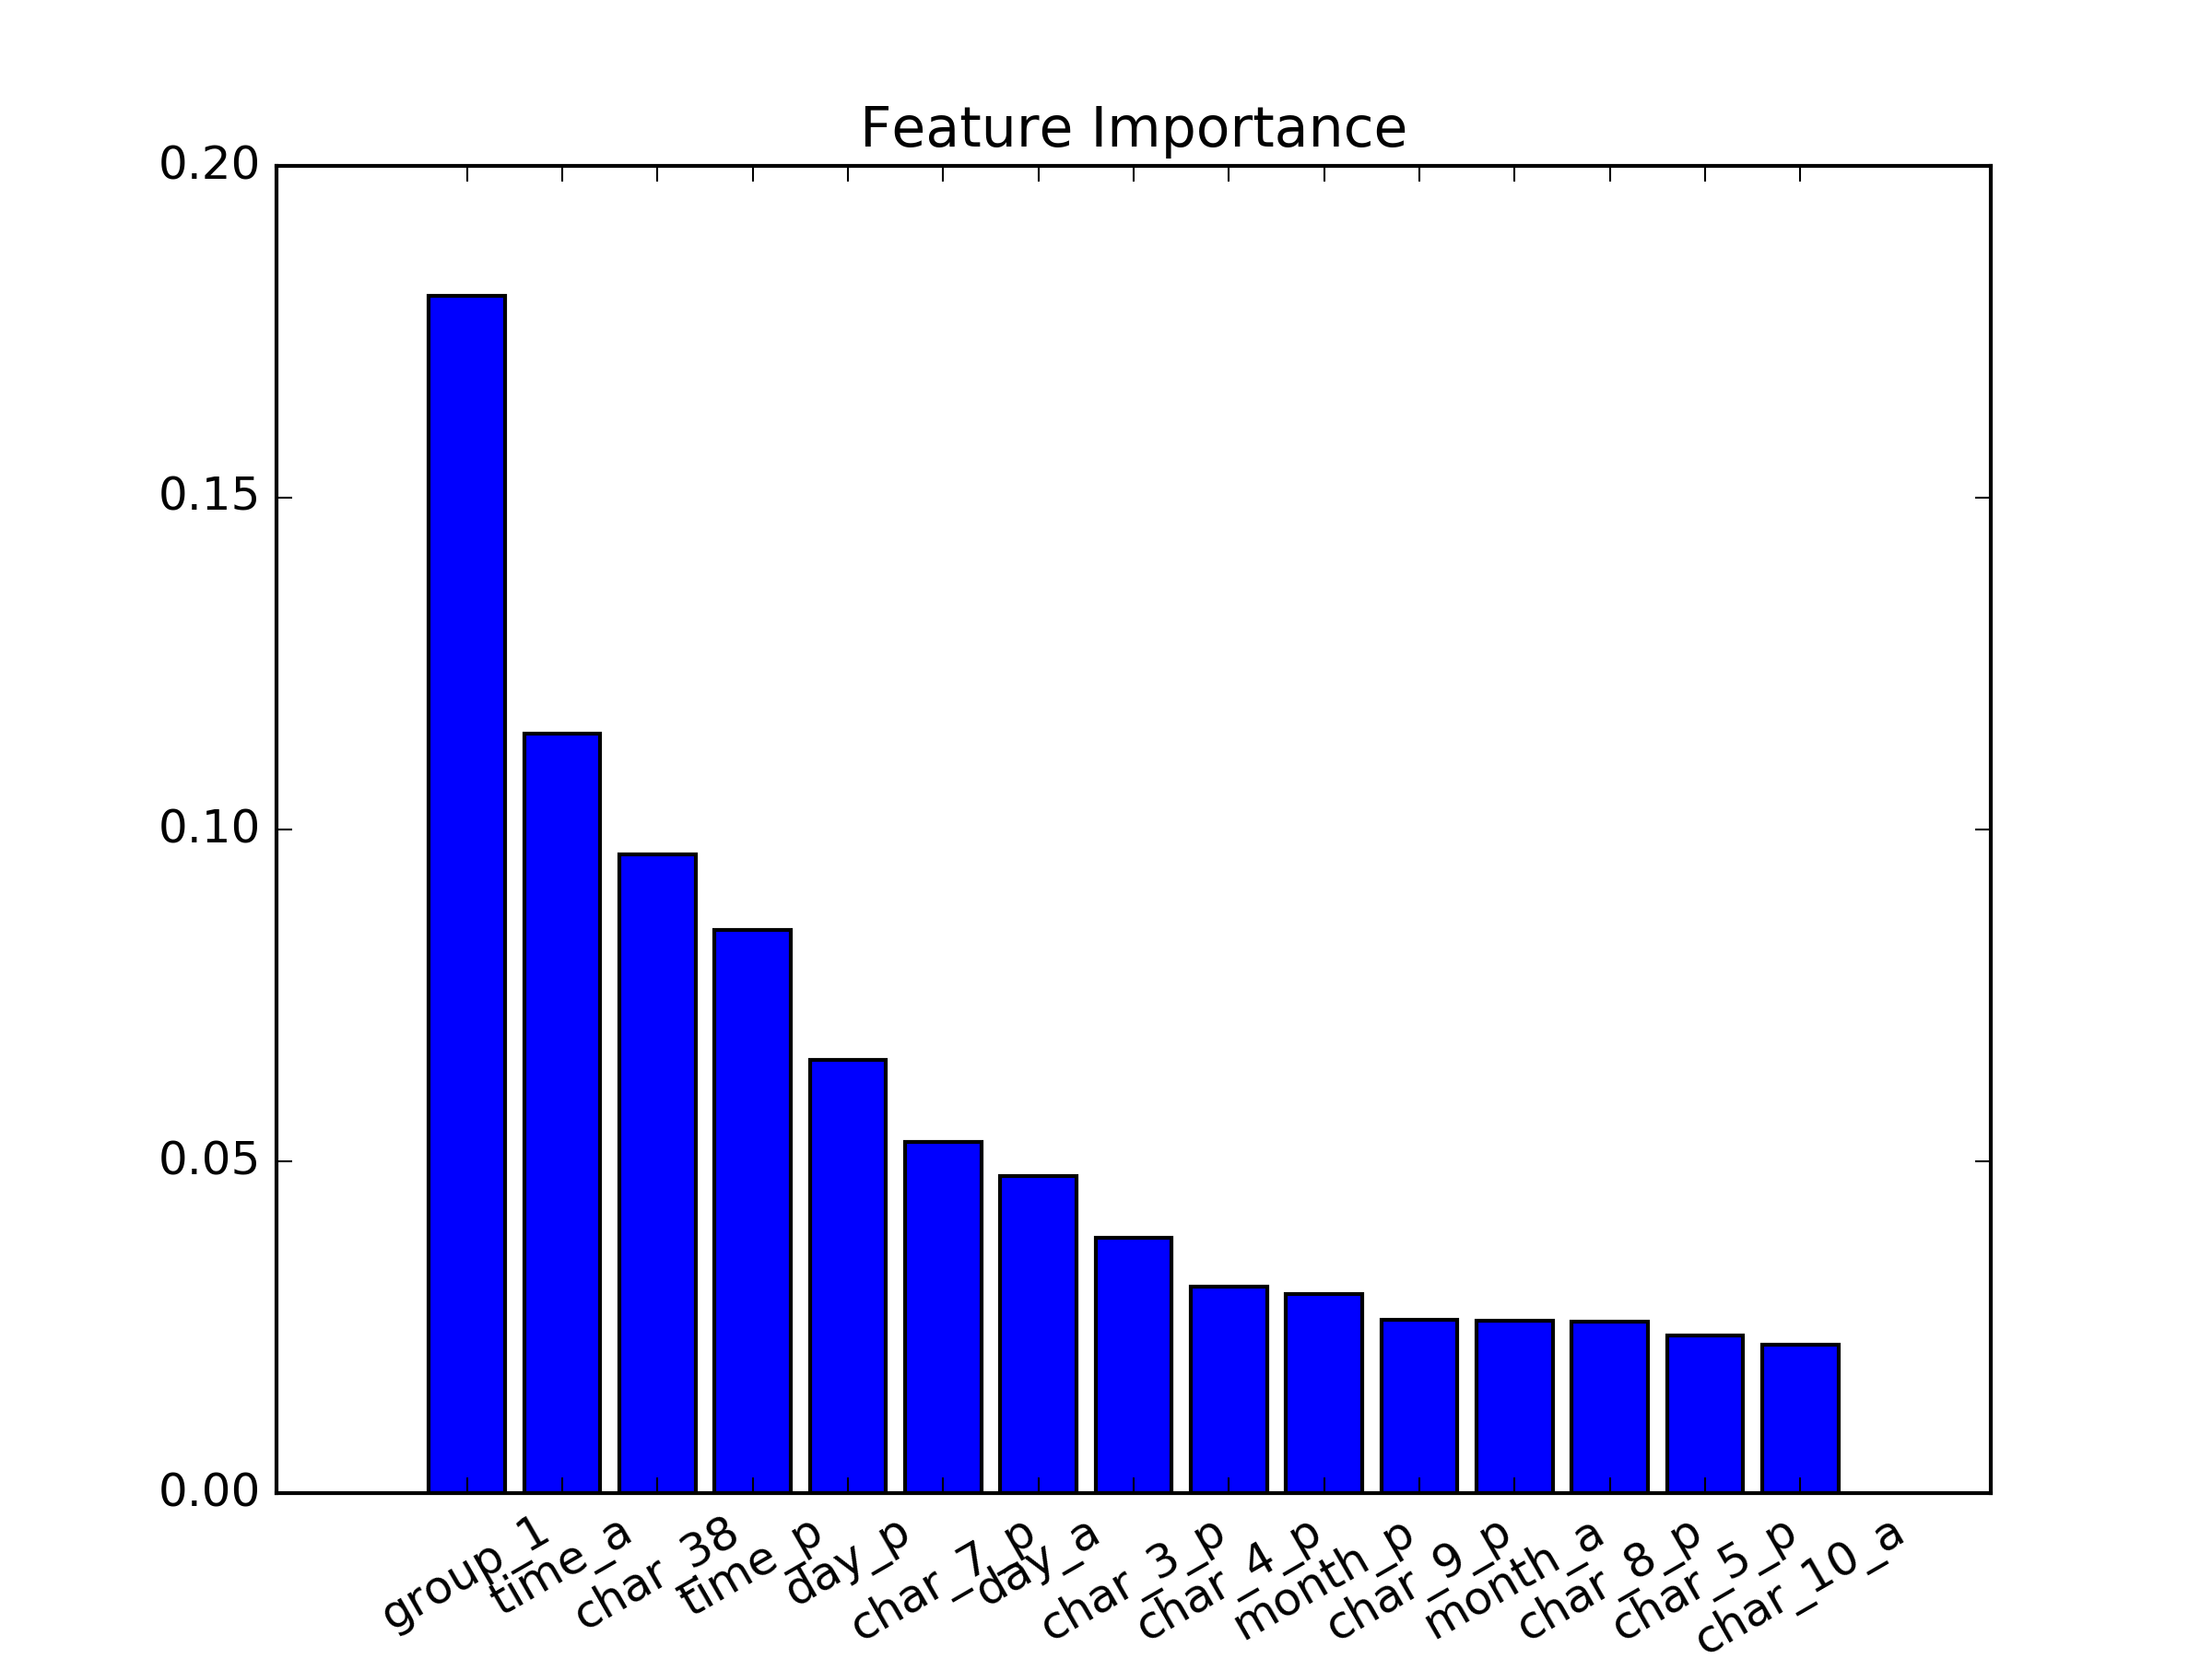 Feature Importance
0.20
0.15
0.10
0.05
0.00
group_1
time_a
char_38
time_p
day_p
char_7_p
day_a
char_3_p
char_4_p
month_p
char_9_p
month_a
char_8_p
char_5_p
char_10_a